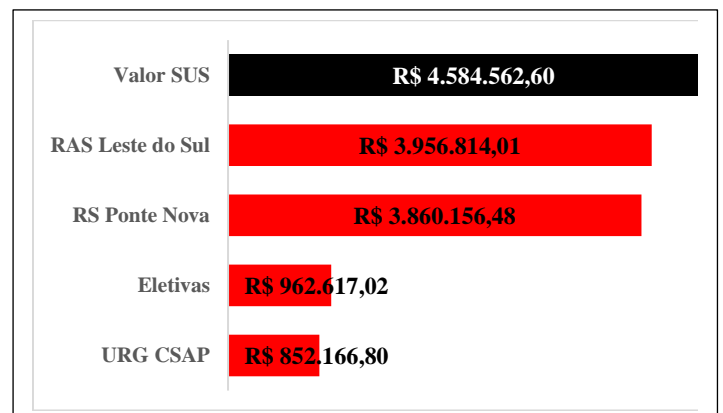 Valor SUS R$ 4.584.562,60
RAS Leste do Sul R$ 3.956.814,01
RS Ponte Nova R$ 3.860.156,48
Eletivas R$ 962.617,02
URG CSAP R$ 852.166,80